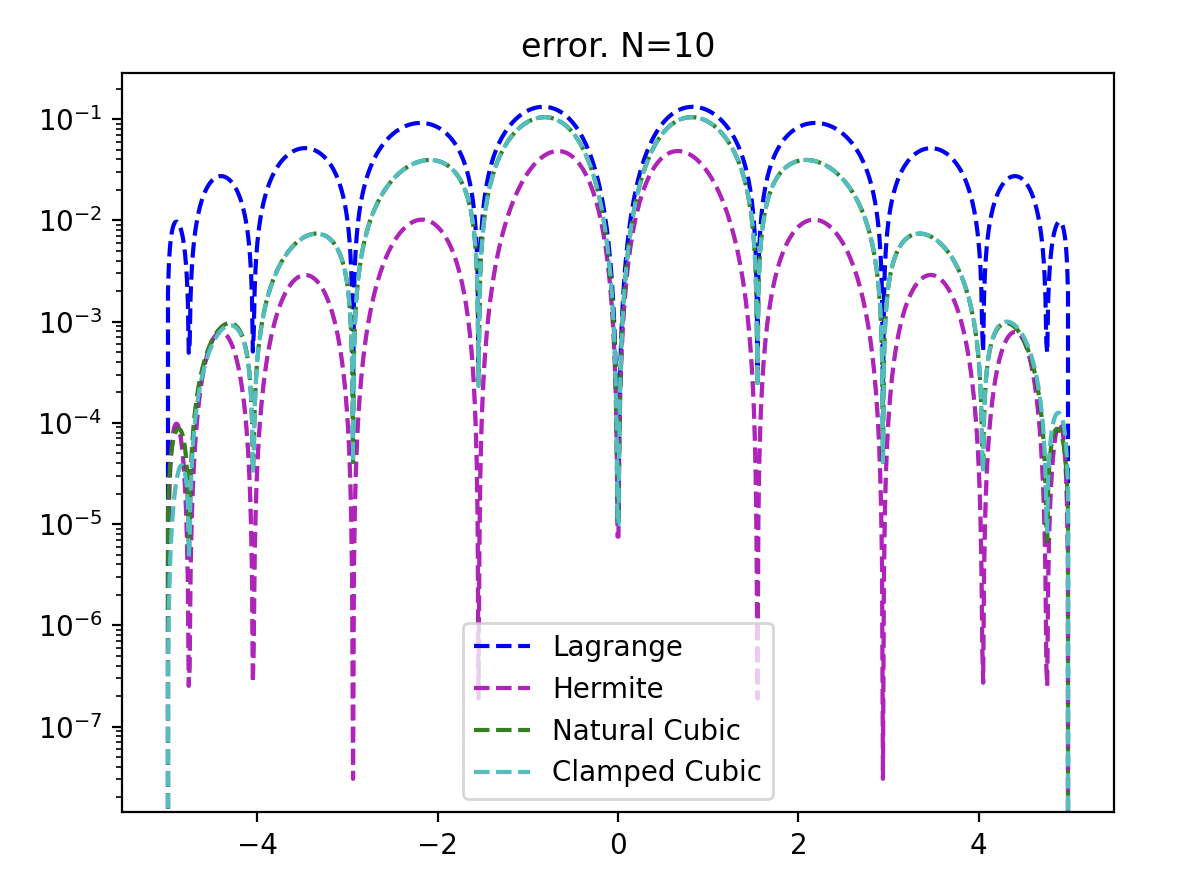 error. N=10
10⁻¹
10⁻²
10⁻³
10⁻⁴
10⁻⁵
10⁻⁶
10⁻⁷
Lagrange
Hermite
Natural Cubic
Clamped Cubic
−4 −2 0 2 4